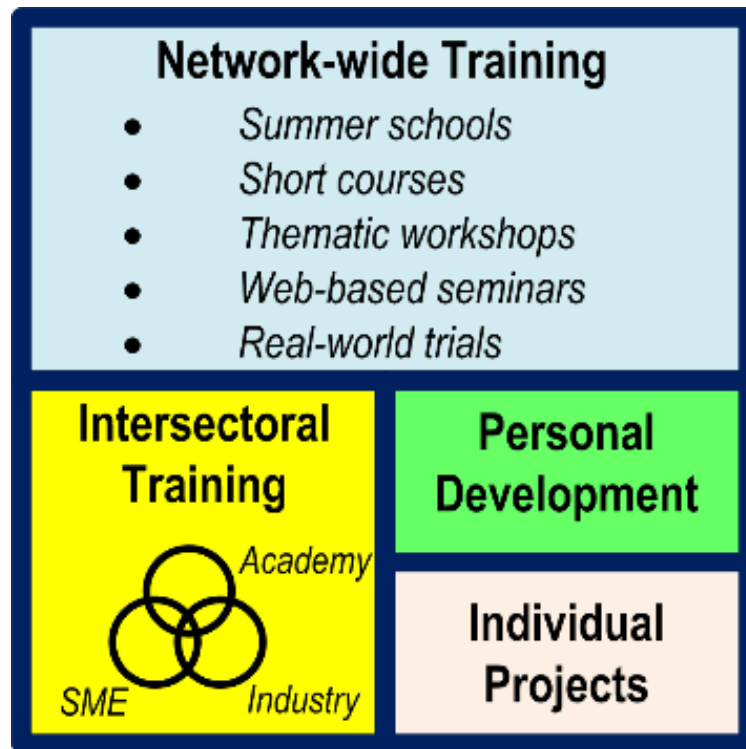 Network-wide Training
• Summer schools
• Short courses
• Thematic workshops
• Web-based seminars
• Real-world trials
Intersectoral
Training
Academy
SME
Industry
Personal
Development
Individual
Projects